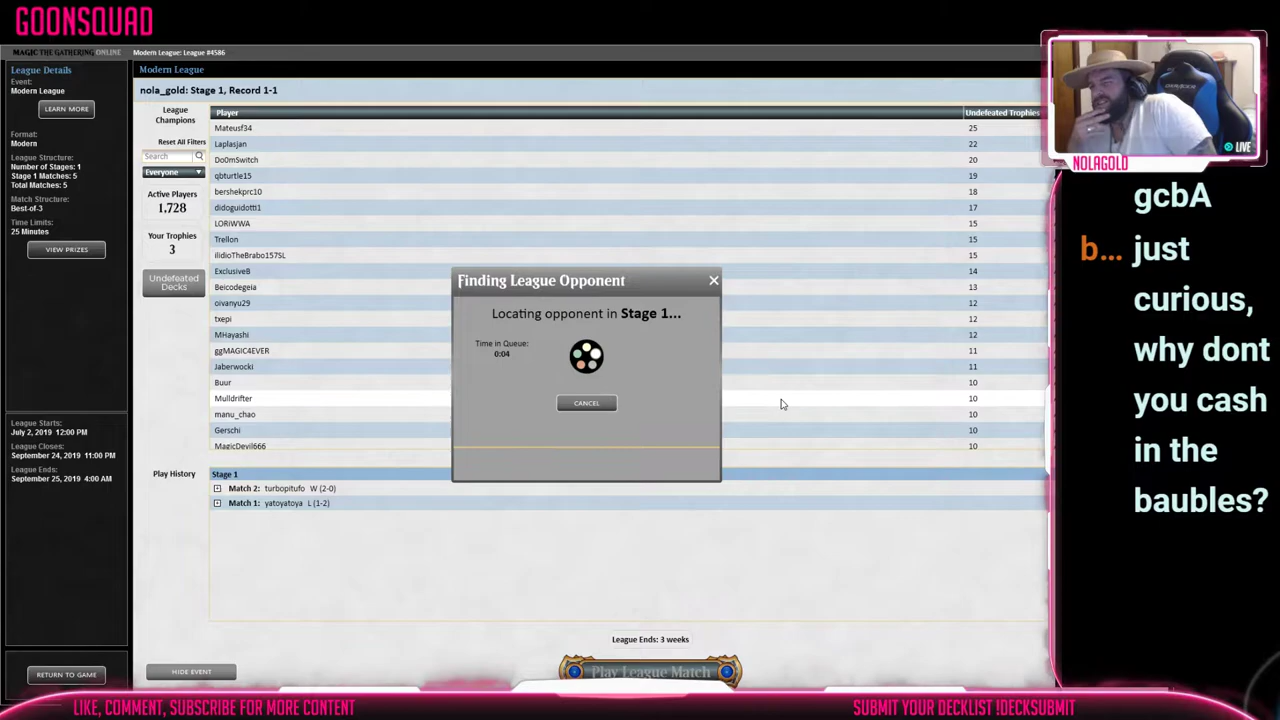 GOONSQUAD
MAGIC THE GATHERING ONLINE
Modern League: League #4586
League Details
Event:
Modern League
LEARN MORE
Format:
Modern
League Structure:
Number of Stages: 1
Stage 1 Matches: 5
Total Matches: 5
Match Structure:
Best-of-3
Time Limits:
25 Minutes
VIEW PRIZES
League Starts:
July 2, 2019 12:00 PM
League Closes:
September 24, 2019 11:00 PM
League Ends:
September 25, 2019 4:00 AM
RETURN TO GAME
Modern League
nola_gold: Stage 1, Record 1-1
League
Champions
Reset All Filters
Search
Everyone
Active Players
1,728
Your Trophies
3
Undefeated
Decks
Player Undefeated Trophies
Mateusf34 25
Laplasjan 22
Do0mSwitch 20
qbturtle15 19
bershekprc10 18
didoguidotti1 17
LORiWWA 15
Trellon 15
ilidioTheBrabo157SL 15
ExclusiveB 14
Beicodegeia 13
oivanyu29 12
txepi 12
MHayashi 12
ggMAGIC4EVER 11
Jaberwocki 11
Buur 10
Mulldrifter 10
manu_chao 10
Gerschi 10
MagicDevil666 10
Finding League Opponent
Locating opponent in Stage 1...
Time in Queue:
0:04
CANCEL
Play History
Stage 1
Match 2: turbopitufo W (2-0)
Match 1: yatoyatoya L (1-2)
League Ends: 3 weeks
HIDE EVENT
Play League Match
LIVE
NOLAGOLD
gcbA
b... just
curious,
why dont
you cash
in the
baubles?
LIKE, COMMENT, SUBSCRIBE FOR MORE CONTENT
SUBMIT YOUR DECKLIST !DECKSUBMIT